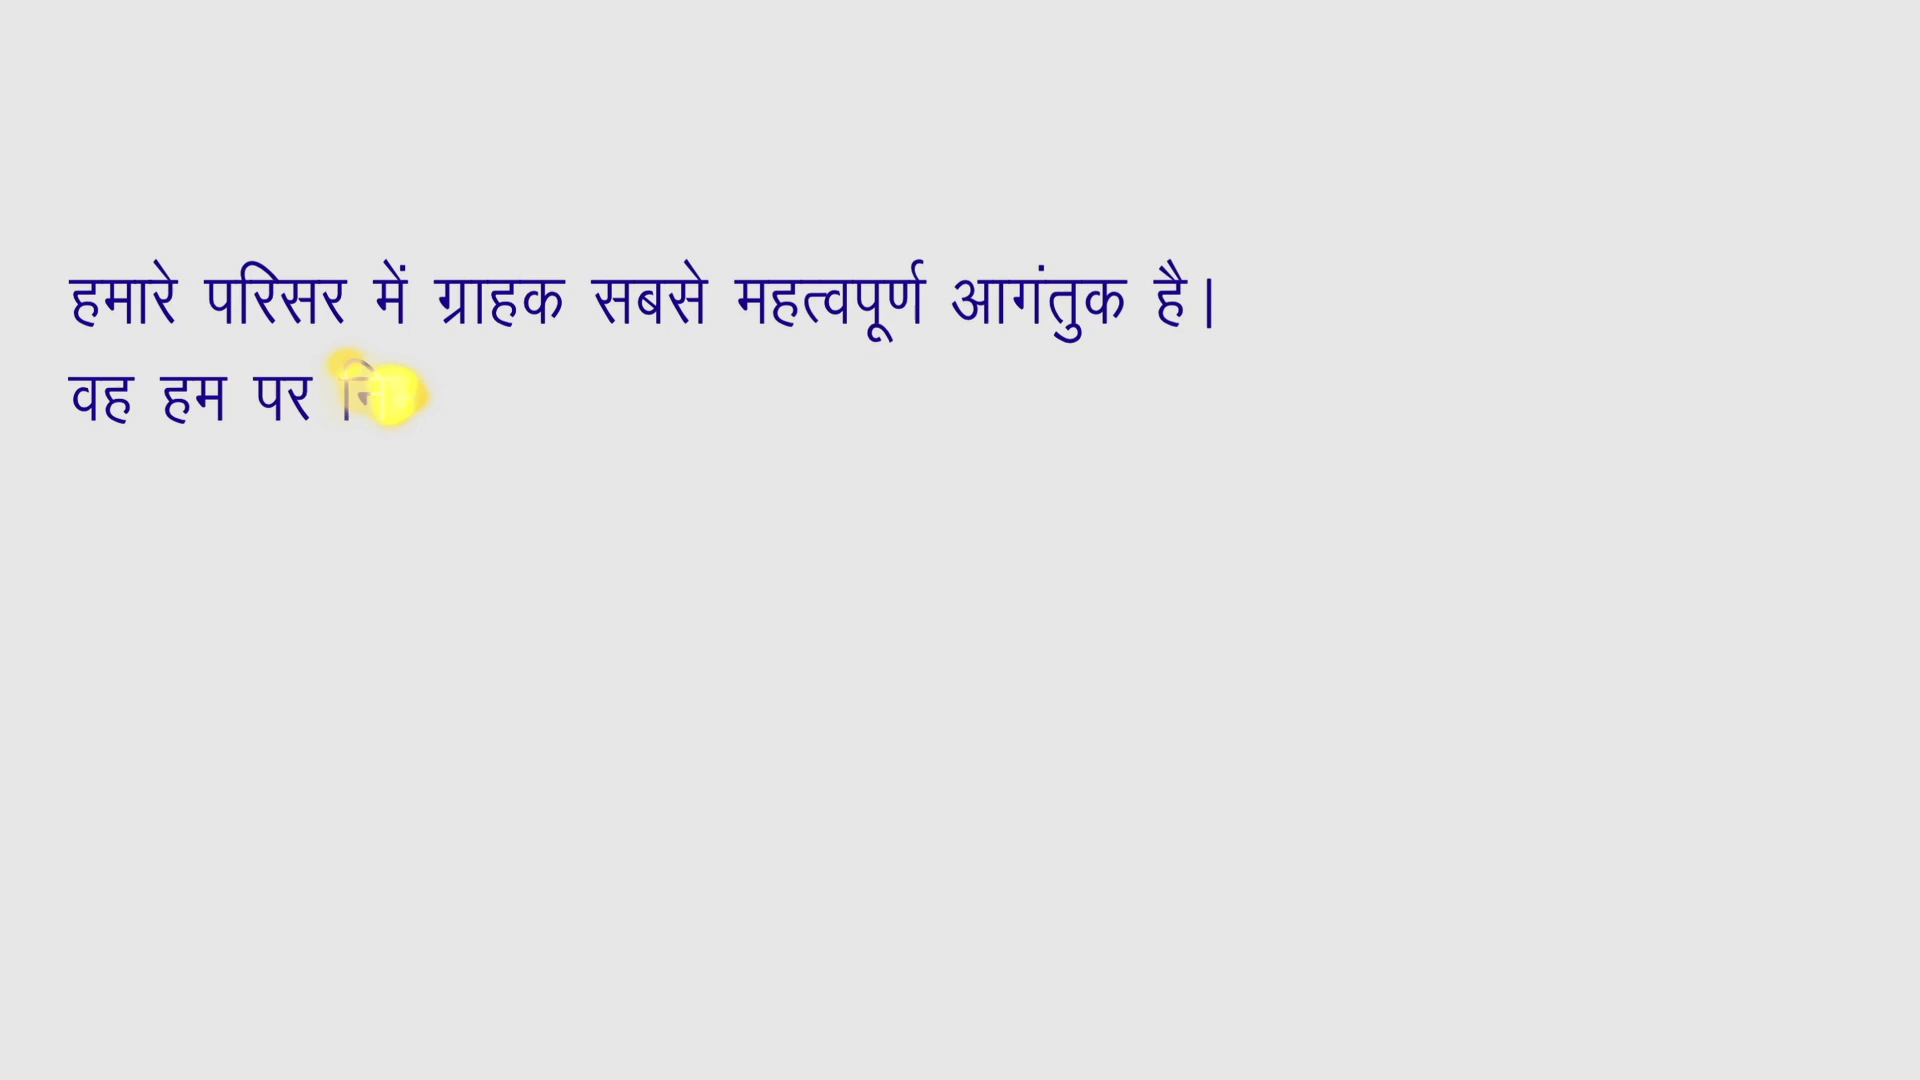 हमारे परिसर में ग्राहक सबसे महत्वपूर्ण आगंतुक है।
वह हम पर